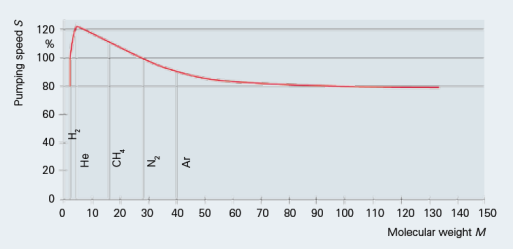 Pumping speed S
120
%
100
80
60
40
20
0
H₂
He
CH₄
N₂
Ar
0 10 20 30 40 50 60 70 80 90 100 110 120 130 140 150
Molecular weight M